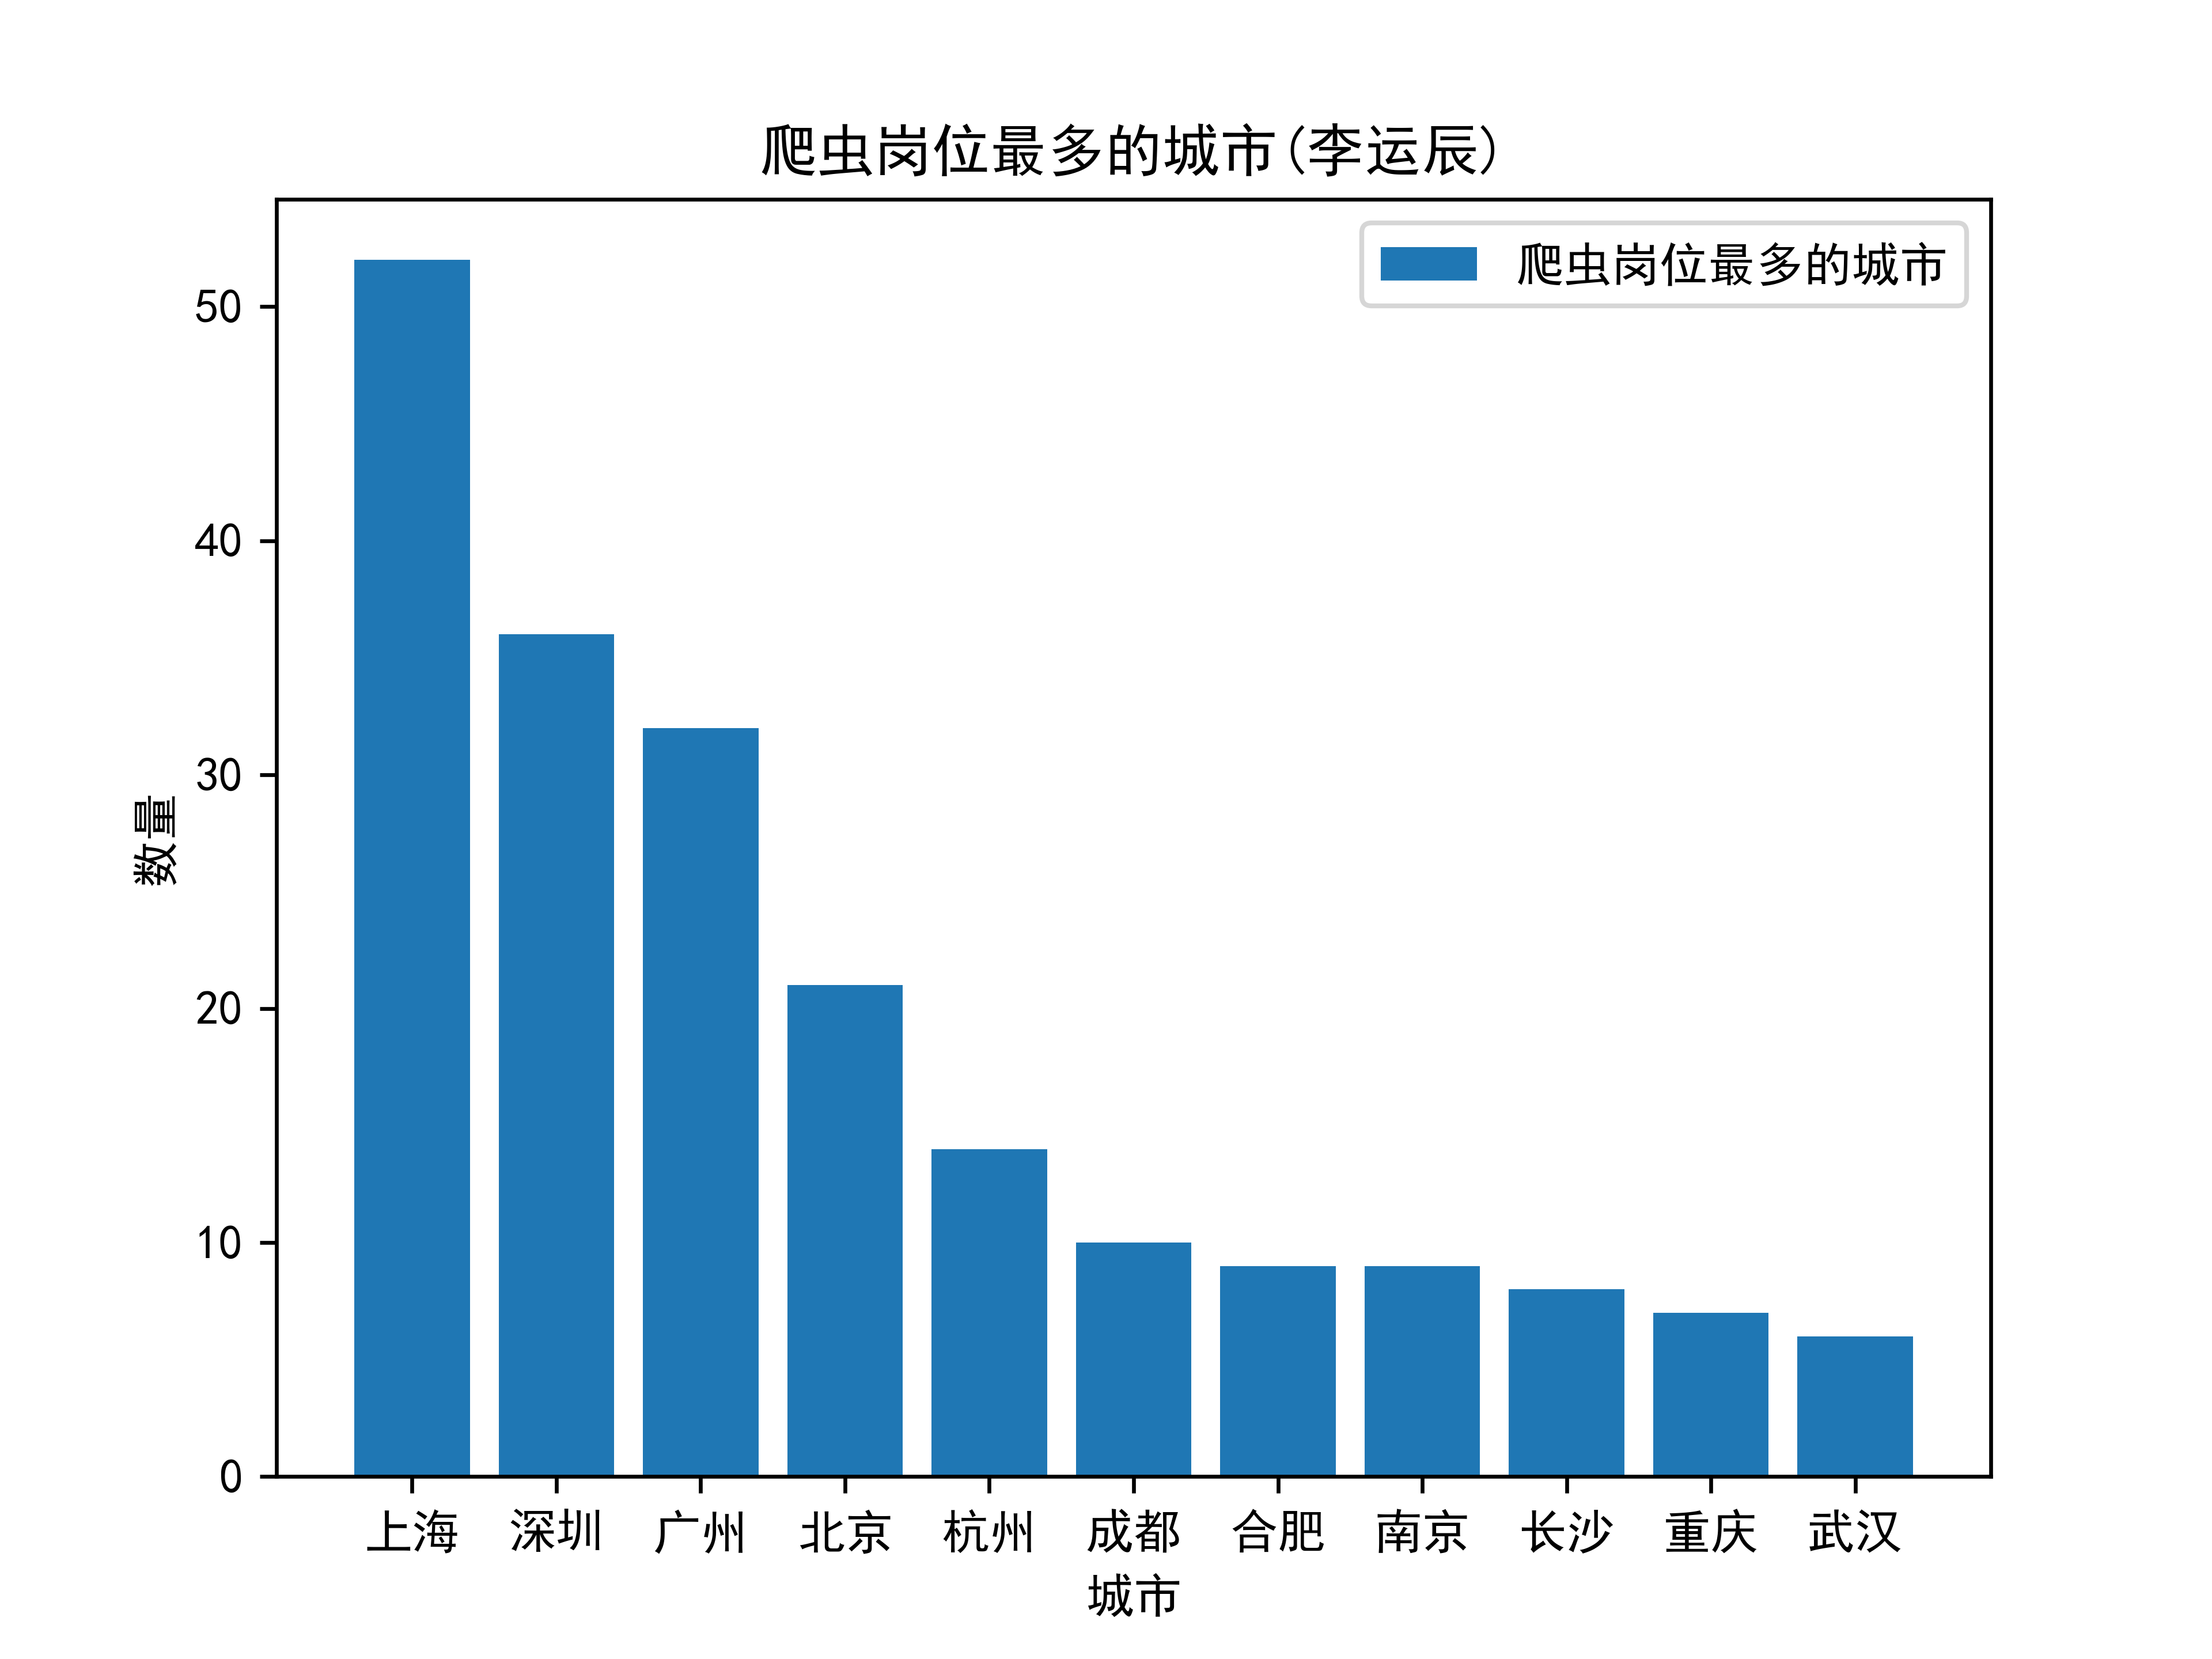 爬虫岗位最多的城市(李运辰)
爬虫岗位最多的城市
50
40
30
20
10
0
数量
上海 深圳 广州 北京 杭州 成都 合肥 南京 长沙 重庆 武汉
城市